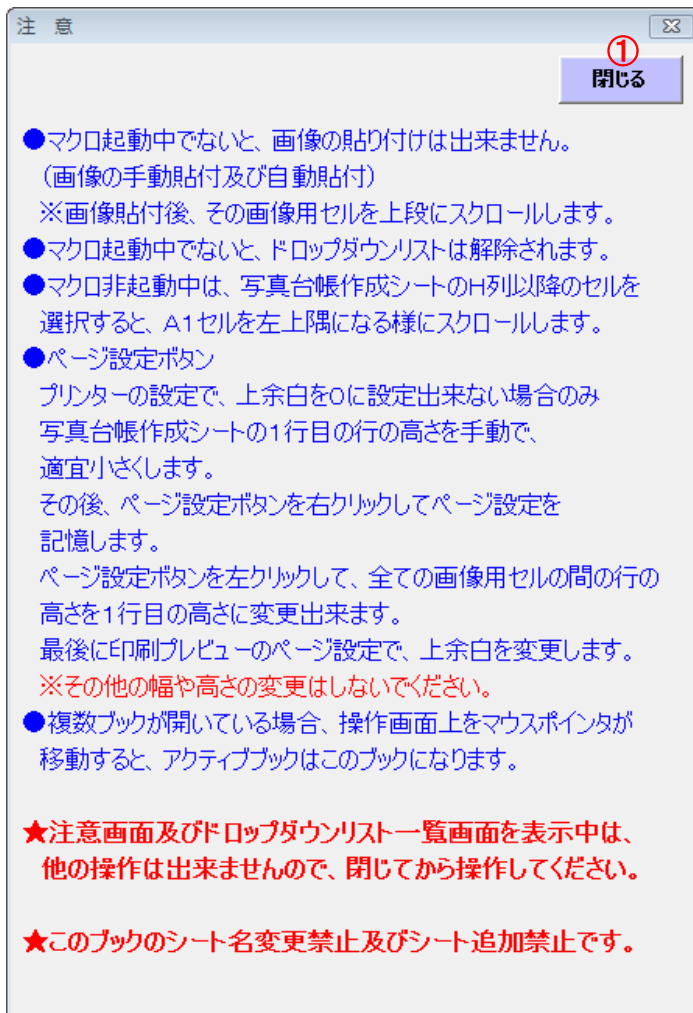 注　意
①
閉じる
●マクロ起動中でないと、画像の貼り付けは出来ません。
（画像の手動貼付及び自動貼付）
※画像貼付後、その画像用セルを上段にスクロールします。
●マクロ起動中でないと、ドロップダウンリストは解除されます。
●マクロ非起動中は、写真台帳作成シートのH列以降のセルを
選択すると、A1セルを左上隅になる様にスクロールします。
●ページ設定ボタン
プリンターの設定で、上余白を0に設定出来ない場合のみ
写真台帳作成シートの1行目の行の高さを手動で、
適宜小さくします。
その後、ページ設定ボタンを右クリックしてページ設定を
記憶します。
ページ設定ボタンを左クリックして、全ての画像用セルの間の行の
高さを1行目の高さに変更出来ます。
最後に印刷プレビューのページ設定で、上余白を変更します。
※その他の幅や高さの変更はしないでください。
●複数ブックが開いている場合、操作画面上をマウスポインタが
移動すると、アクティブブックはこのブックになります。
★注意画面及びドロップダウンリスト一覧画面を表示中は、
他の操作は出来ませんので、閉じてから操作してください。
★このブックのシート名変更禁止及びシート追加禁止です。